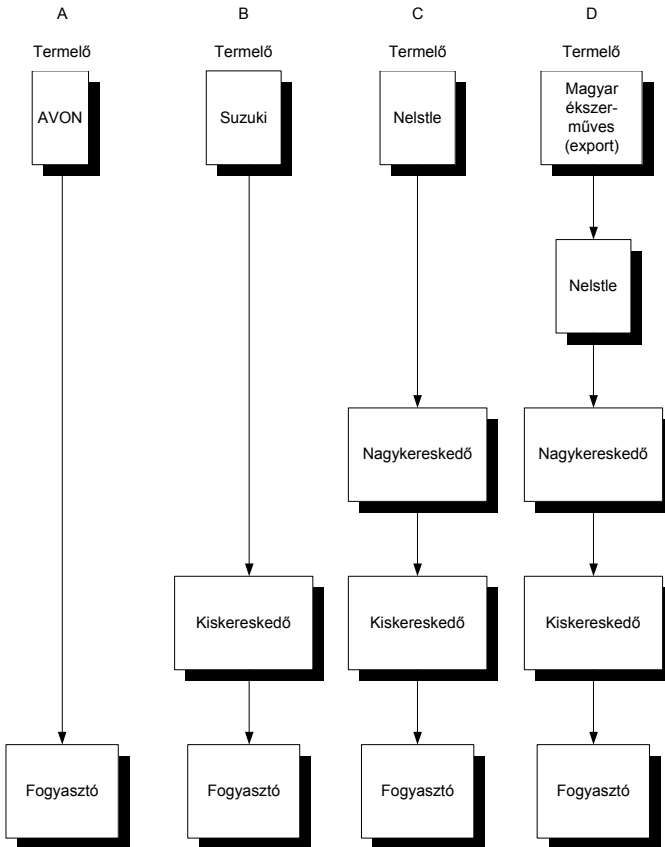 A B C D
Termelő Termelő Termelő Termelő
AVON Suzuki Nelstle Magyar
ékszer-
műves
(export)
Nelstle
Nagykereskedő Nagykereskedő
Kiskereskedő Kiskereskedő Kiskereskedő
Fogyasztó Fogyasztó Fogyasztó Fogyasztó